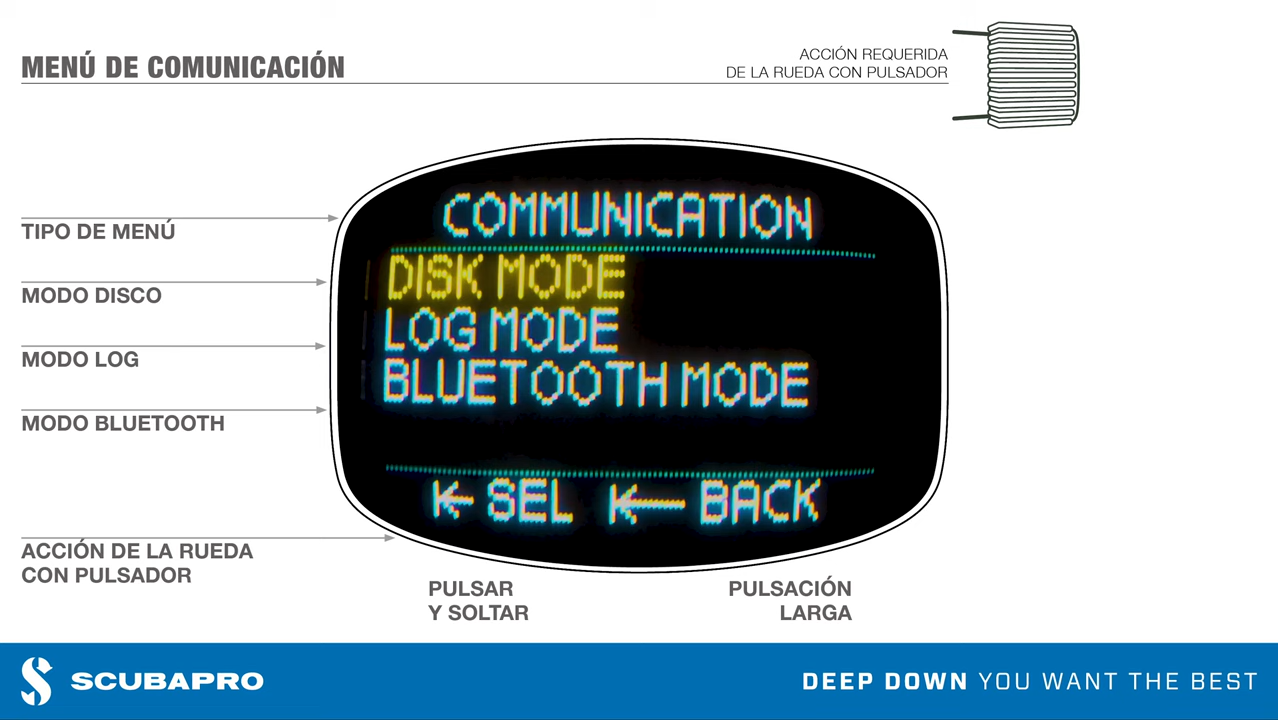 MENÚ DE COMUNICACIÓN
ACCIÓN REQUERIDA
DE LA RUEDA CON PULSADOR
COMMUNICATION
DISK MODE
LOG MODE
BLUETOOTH MODE
SEL BACK
TIPO DE MENÚ
MODO DISCO
MODO LOG
MODO BLUETOOTH
ACCIÓN DE LA RUEDA
CON PULSADOR
PULSAR
Y SOLTAR
PULSACIÓN
LARGA
SCUBAPRO
DEEP DOWN YOU WANT THE BEST